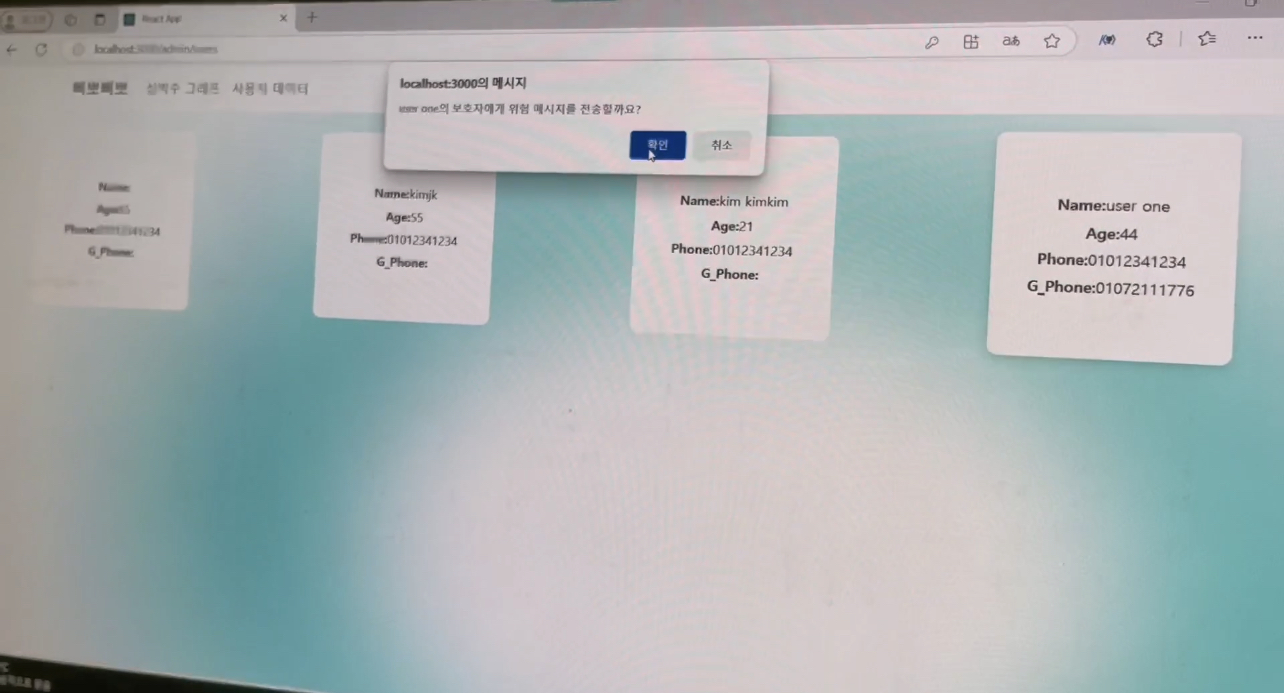 React App
localhost:3000/admin/users
삐뽀삐뽀 심박수 그래프 사용자 데이터
localhost:3000의 메시지
user one의 보호자에게 위험 메시지를 전송할까요?
확인 취소
Name:
Phone:01012341234
G_Phone:
Name:kimjk
Age:55
Phone:01012341234
G_Phone:
Name:kim kimkim
Age:21
Phone:01012341234
G_Phone:
Name:user one
Age:44
Phone:01012341234
G_Phone:01072111776